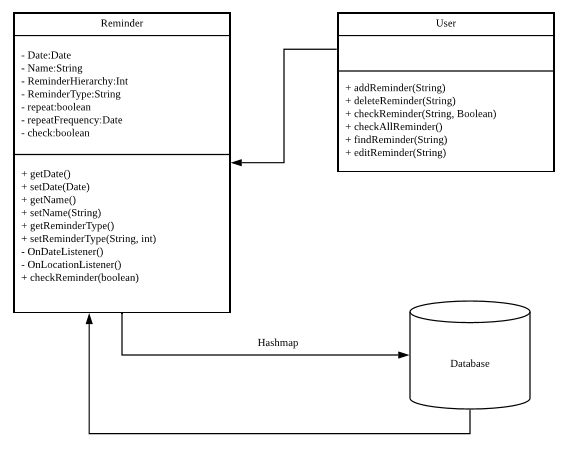 Reminder
- Date:Date
- Name:String
- ReminderHierarchy:Int
- ReminderType:String
- repeat:boolean
- repeatFrequency:Date
- check:boolean
+ getDate()
+ setDate(Date)
+ getName()
+ setName(String)
+ getReminderType()
+ setReminderType(String, int)
- OnDateListener()
- OnLocationListener()
+ checkReminder(boolean)
User
+ addReminder(String)
+ deleteReminder(String)
+ checkReminder(String, Boolean)
+ checkAllReminder()
+ findReminder(String)
+ editReminder(String)
Hashmap
Database